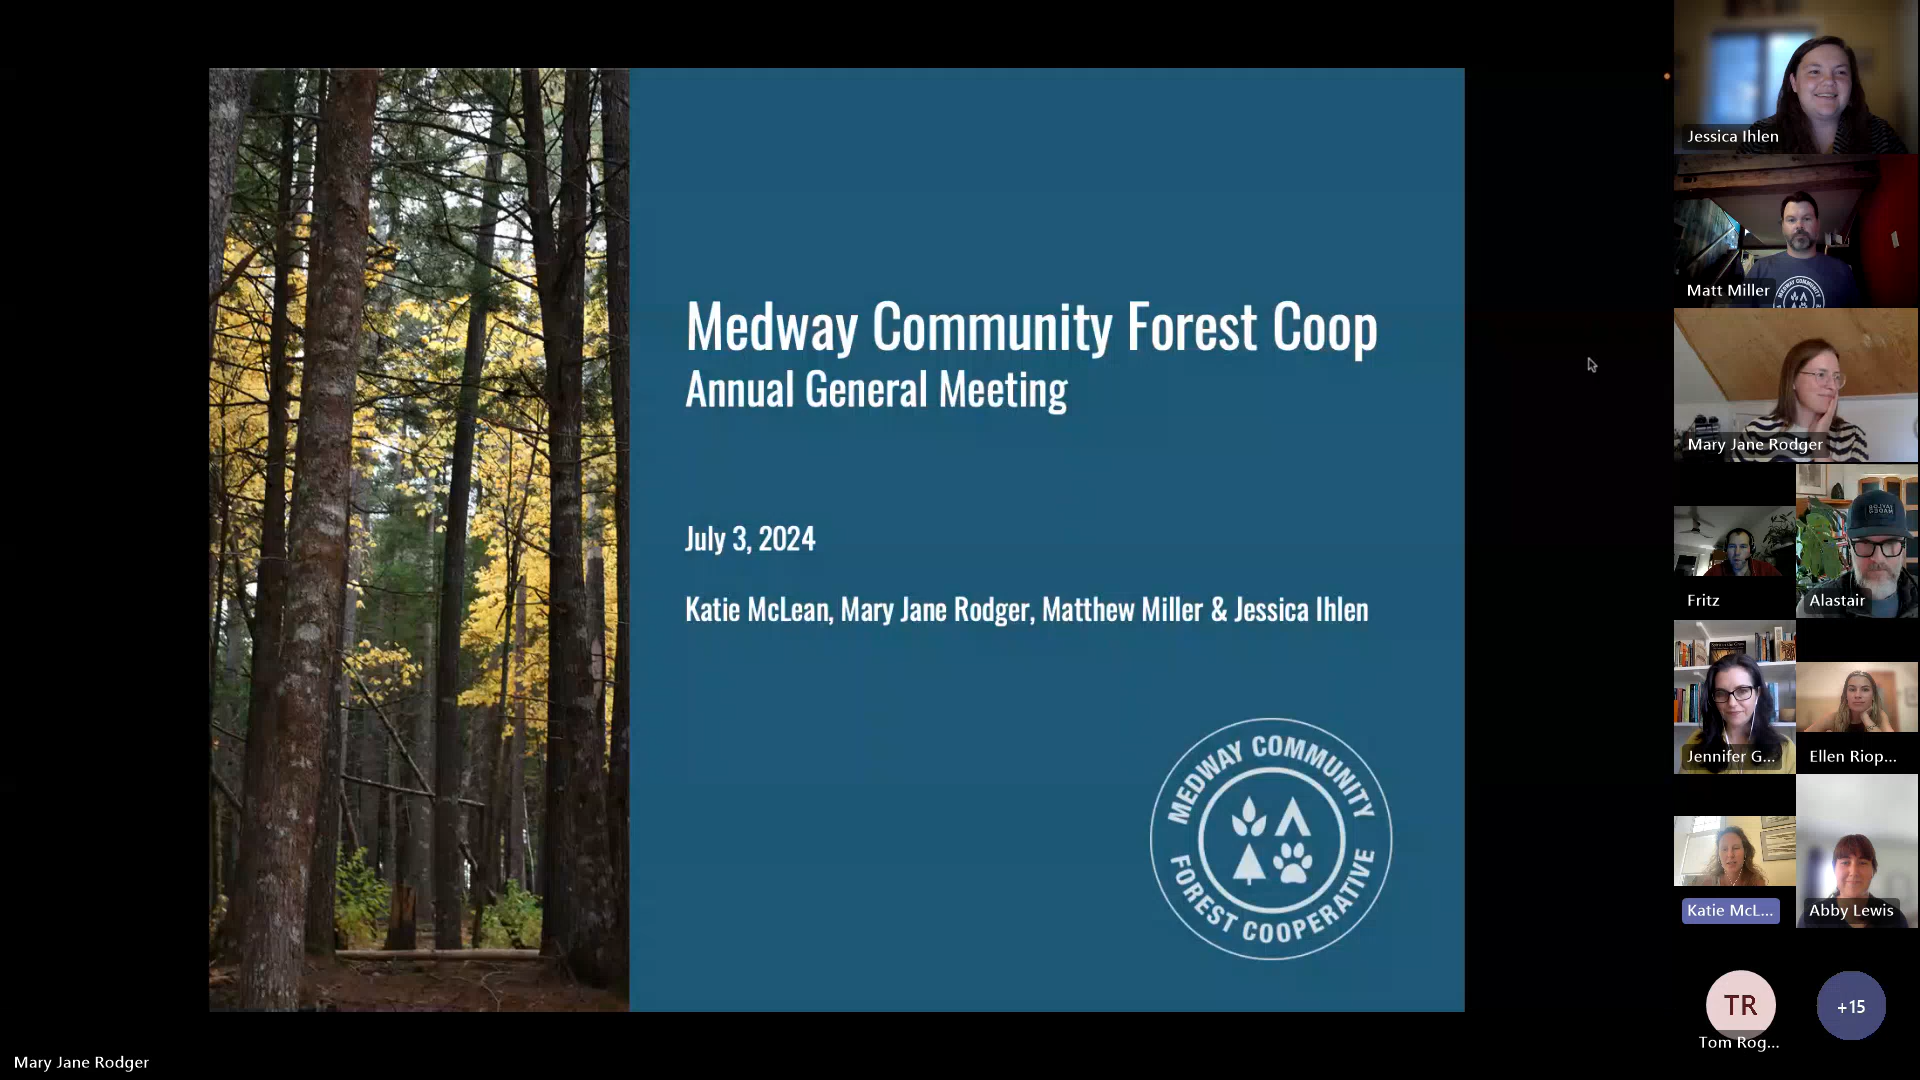 Medway Community Forest Coop
Annual General Meeting
July 3, 2024
Katie McLean, Mary Jane Rodger, Matthew Miller & Jessica Ihlen
MEDWAY COMMUNITY
FOREST COOPERATIVE
Jessica Ihlen
MEDWAY COMMUNITY
Matt Miller
Mary Jane Rodger
Fritz
Alastair
Jennifer G...
Ellen Riop...
Katie McL...
Abby Lewis
TR
Tom Rog...
+15
Mary Jane Rodger